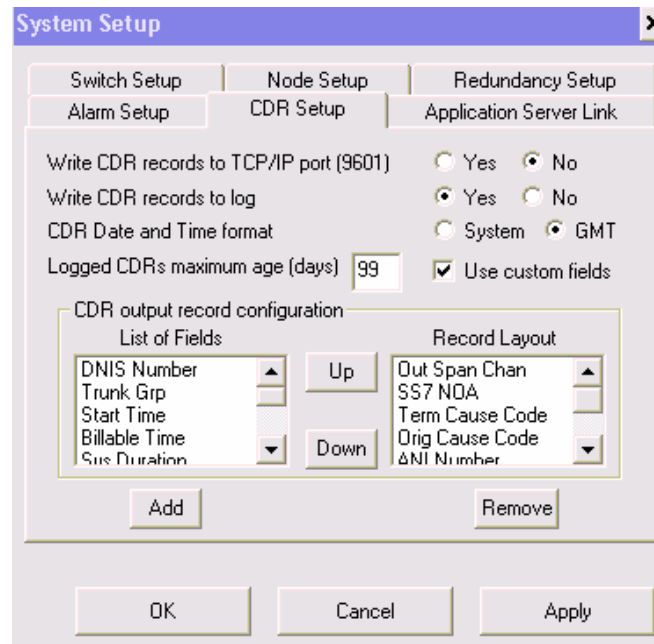 System Setup
Switch Setup Node Setup Redundancy Setup
Alarm Setup CDR Setup Application Server Link
Write CDR records to TCP/IP port (9601) Yes No
Write CDR records to log Yes No
CDR Date and Time format System GMT
Logged CDRs maximum age (days) 99 Use custom fields
CDR output record configuration
List of Fields Record Layout
DNIS Number Up Out Span Chan
Trunk Grp SS7 NOA
Start Time Term Cause Code
Billable Time Down Orig Cause Code
Sus Duration ANI Number
Add Remove
OK Cancel Apply